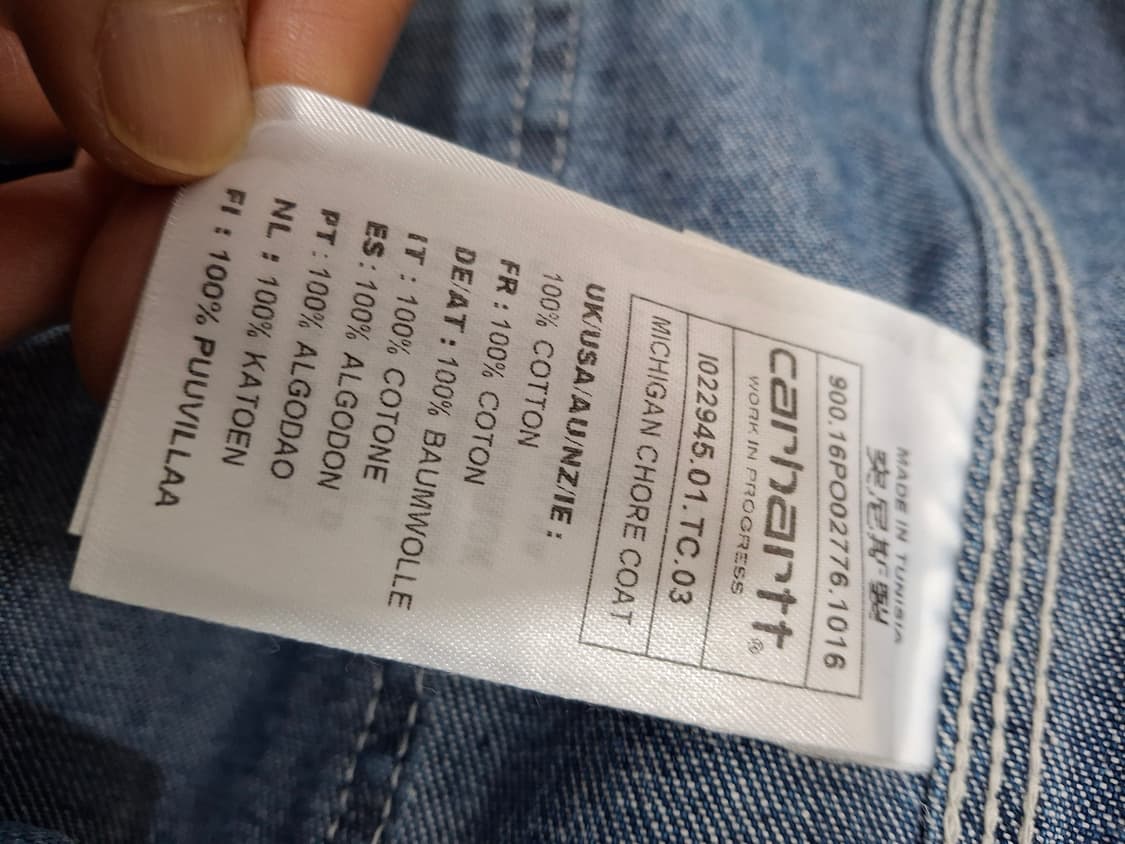 MADE IN TUNISIA
突尼斯制
900.16PO02776.1016
carhartt®
WORK IN PROGRESS
I022945.01.TC.03
MICHIGAN CHORE COAT
UK/USA/AU/NZ/IE :
100% COTTON
FR : 100% COTON
DE/AT : 100% BAUMWOLLE
IT : 100% COTONE
ES : 100% ALGODON
PT : 100% ALGODAO
NL : 100% KATOEN
FI : 100% PUUVILLAA